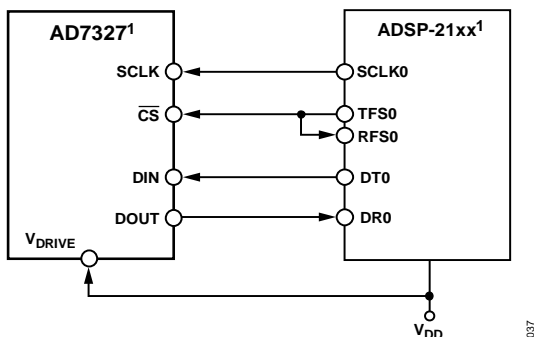 AD7327¹
ADSP-21xx¹
SCLK
SCLK0
CS
TFS0
RFS0
DIN
DT0
DOUT
DR0
VDRIVE
VDD
037